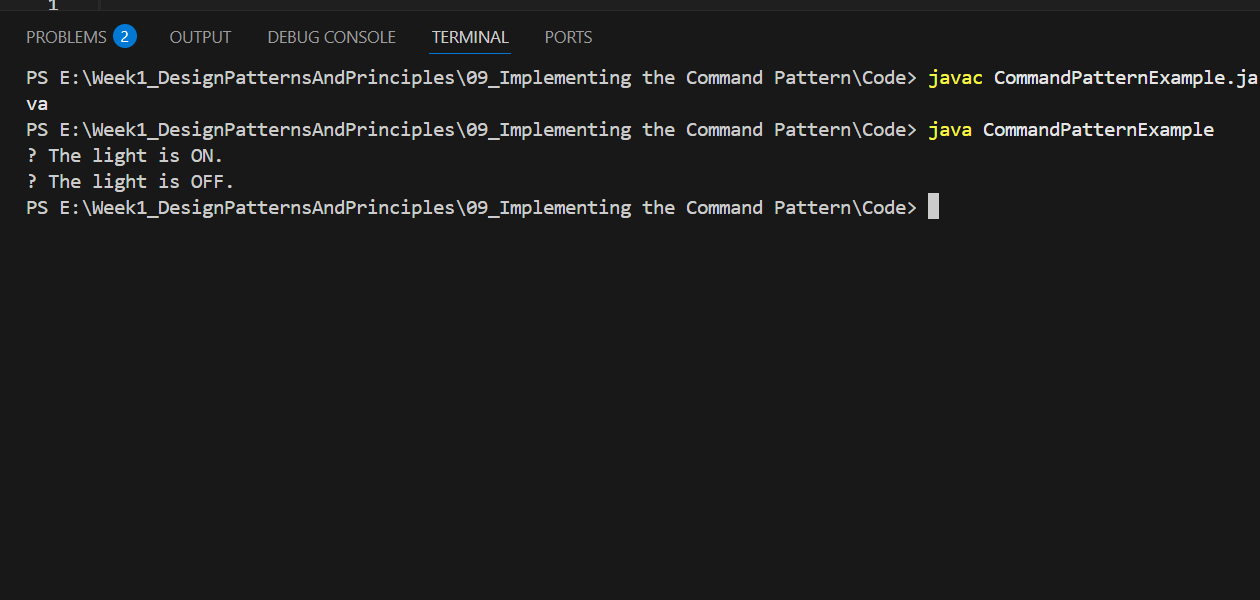 1
PROBLEMS 2 OUTPUT DEBUG CONSOLE TERMINAL PORTS
PS E:\Week1_DesignPatternsAndPrinciples\09_Implementing the Command Pattern\Code> javac CommandPatternExample.ja
va
PS E:\Week1_DesignPatternsAndPrinciples\09_Implementing the Command Pattern\Code> java CommandPatternExample
? The light is ON.
? The light is OFF.
PS E:\Week1_DesignPatternsAndPrinciples\09_Implementing the Command Pattern\Code>